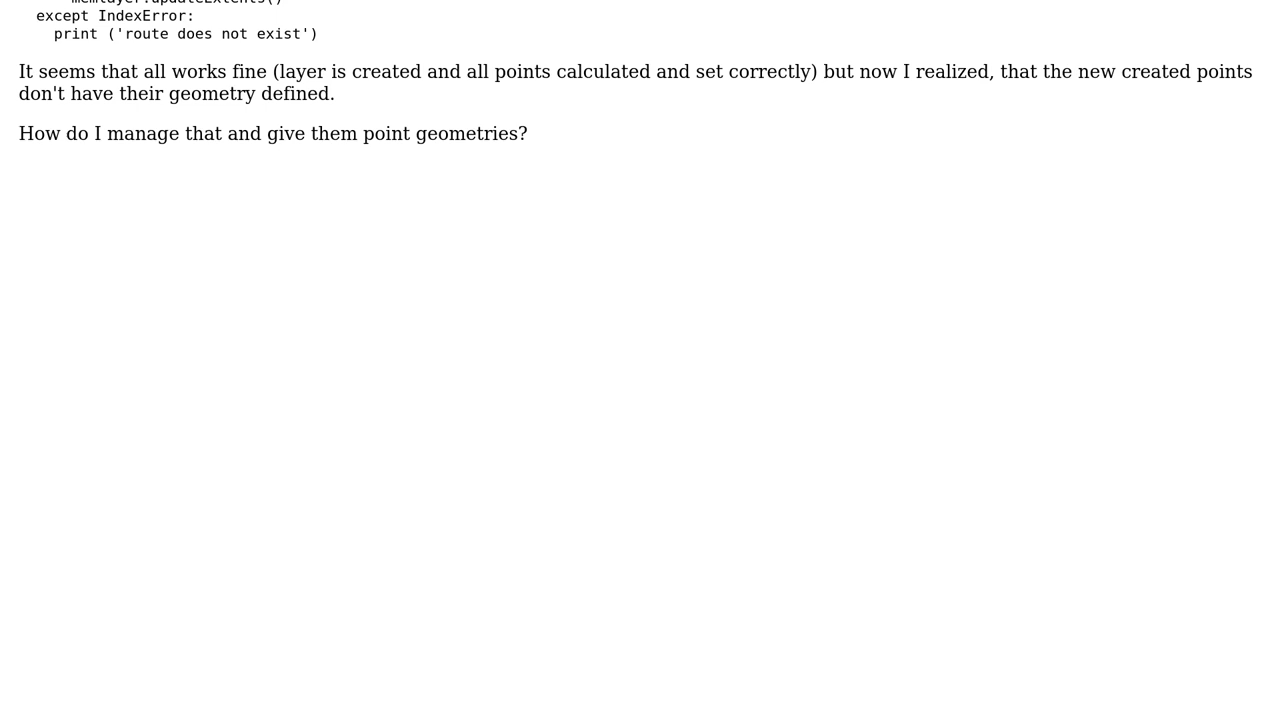 memlayer.updateExtents()
except IndexError:
print ('route does not exist')
It seems that all works fine (layer is created and all points calculated and set correctly) but now I realized, that the new created points
don't have their geometry defined.
How do I manage that and give them point geometries?